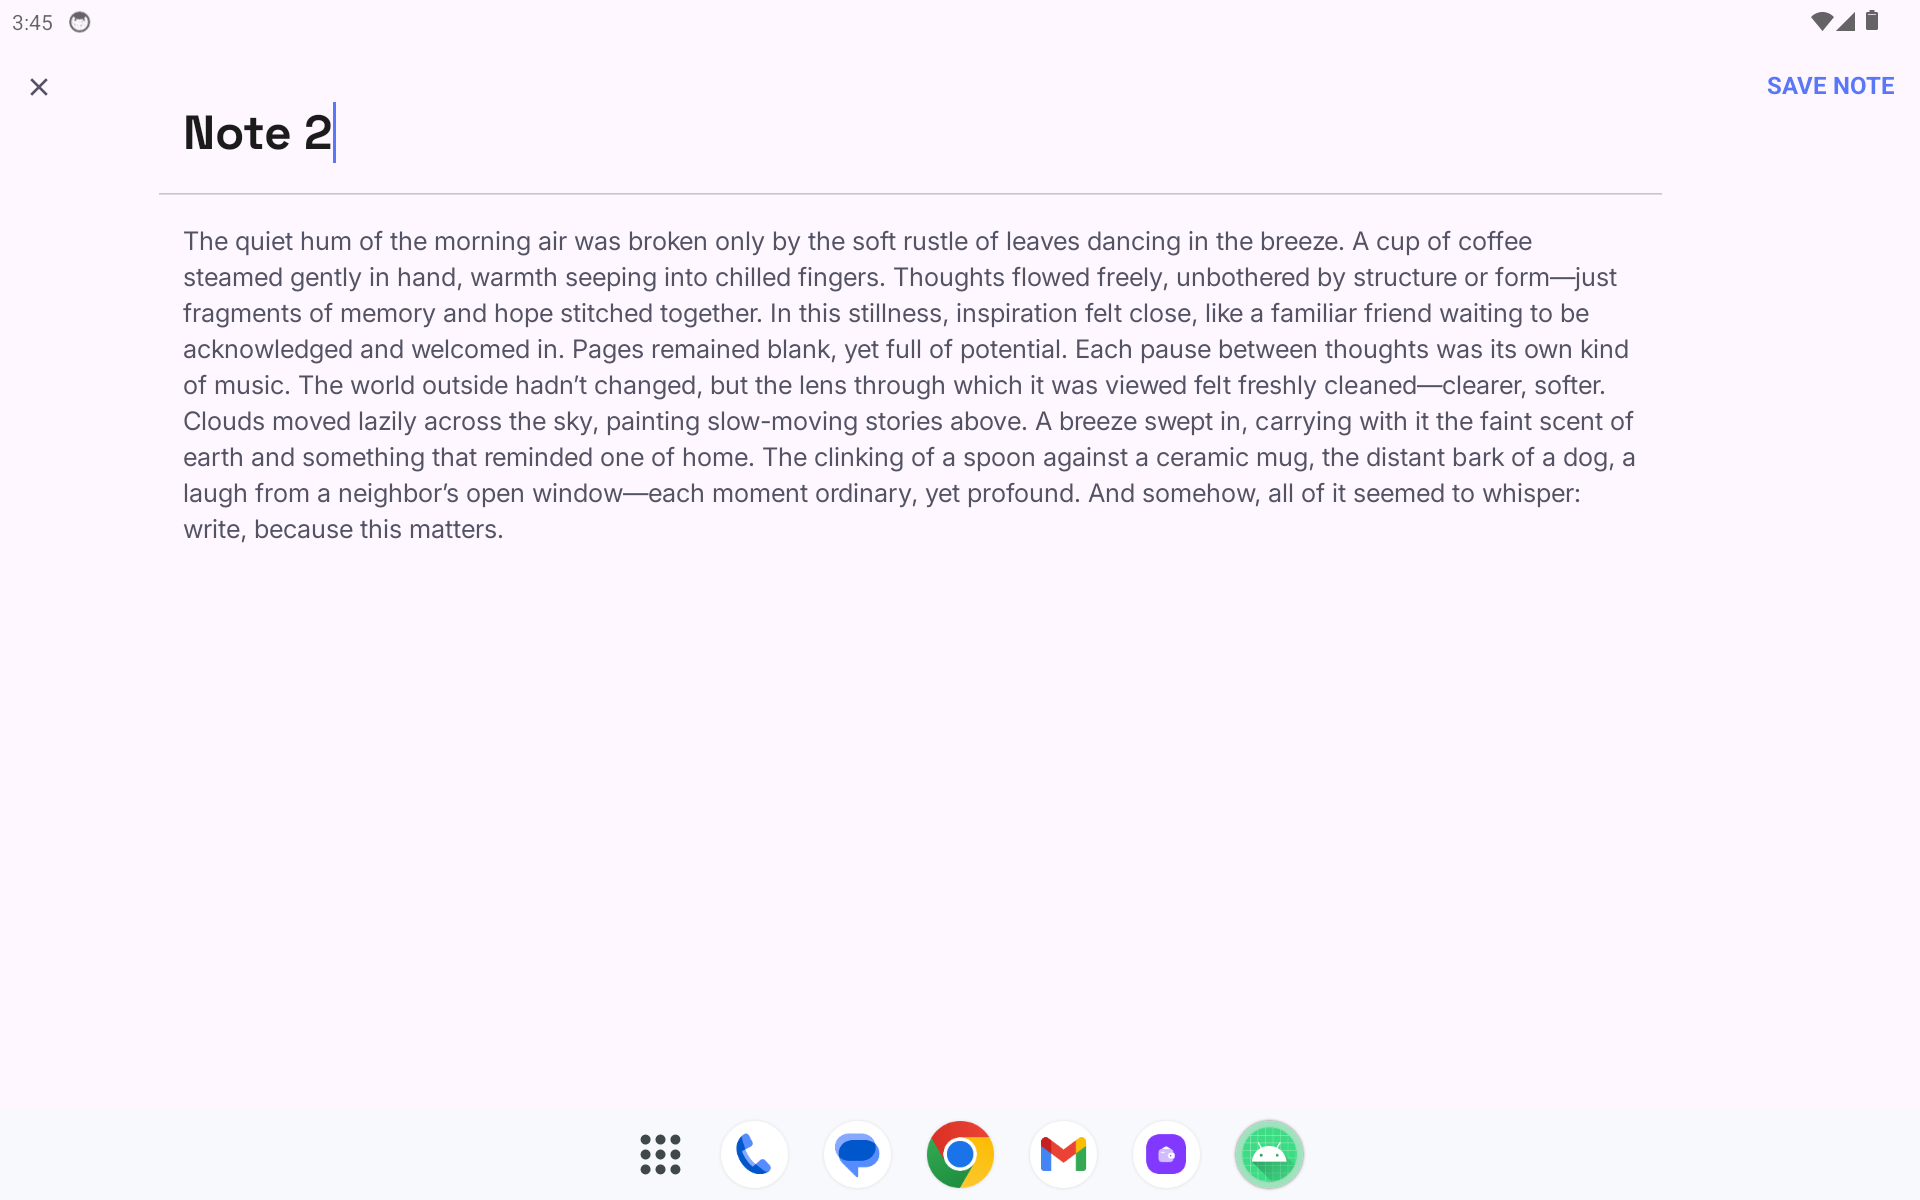 3:45
SAVE NOTE
Note 2
The quiet hum of the morning air was broken only by the soft rustle of leaves dancing in the breeze. A cup of coffee
steamed gently in hand, warmth seeping into chilled fingers. Thoughts flowed freely, unbothered by structure or form—just
fragments of memory and hope stitched together. In this stillness, inspiration felt close, like a familiar friend waiting to be
acknowledged and welcomed in. Pages remained blank, yet full of potential. Each pause between thoughts was its own kind
of music. The world outside hadn’t changed, but the lens through which it was viewed felt freshly cleaned—clearer, softer.
Clouds moved lazily across the sky, painting slow-moving stories above. A breeze swept in, carrying with it the faint scent of
earth and something that reminded one of home. The clinking of a spoon against a ceramic mug, the distant bark of a dog, a
laugh from a neighbor’s open window—each moment ordinary, yet profound. And somehow, all of it seemed to whisper:
write, because this matters.